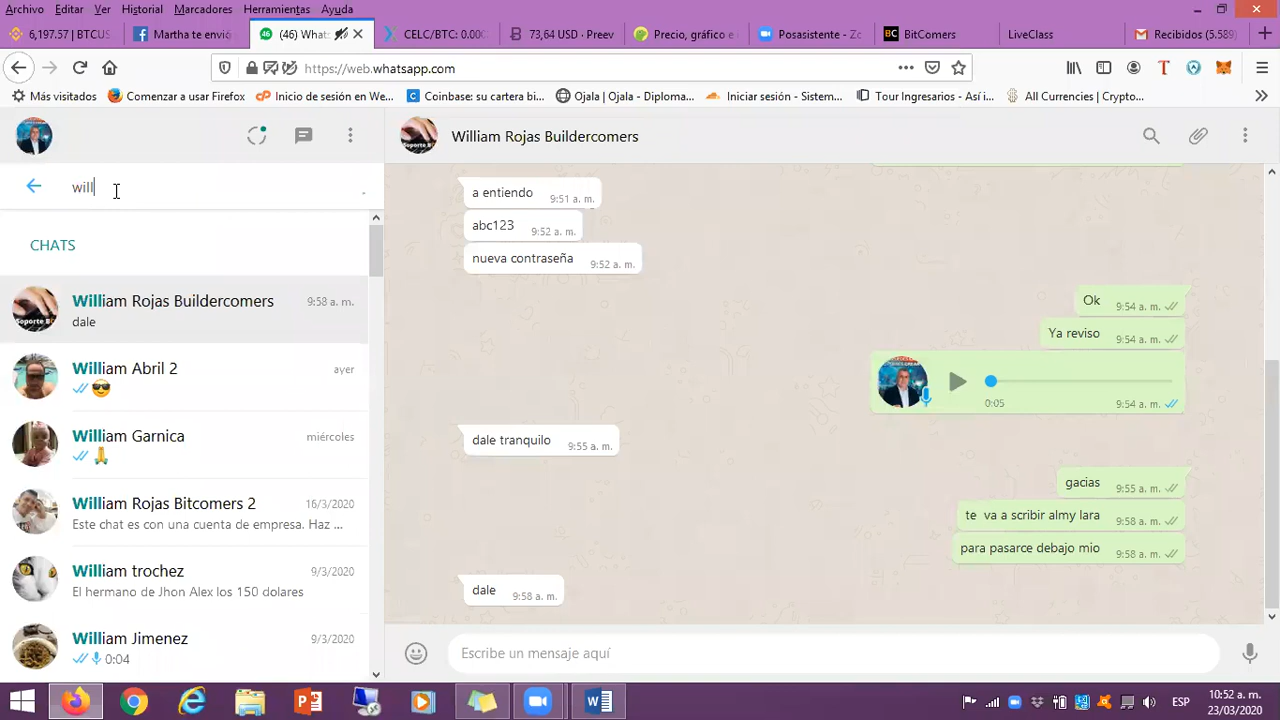 Archivo Editar Ver Historial Marcadores Herramientas Ayuda
6,197.57 | BTCUS
Martha te envió
(46) Whats
CELC/BTC: 0.000
73,64 USD · Preev
Precio, gráfico e
Posasistente - Zo
BC BitComers
LiveClass
Recibidos (5.589)
https://web.whatsapp.com
Más visitados
Comenzar a usar Firefox
Inicio de sesión en We...
Coinbase: su cartera bi...
Ojala | Ojala - Diploma...
Iniciar sesión - Sistem...
Tour Ingresarios - Así i...
All Currencies | Crypto...
William Rojas Buildercomers
will
CHATS
William Rojas Buildercomers 9:58 a. m.
dale
Soporte BC
William Abril 2 ayer
William Garnica miércoles
William Rojas Bitcomers 2 16/3/2020
Este chat es con una cuenta de empresa. Haz ...
William trochez 9/3/2020
El hermano de Jhon Alex los 150 dolares
William Jimenez 9/3/2020
0:04
a entiendo 9:51 a. m.
abc123 9:52 a. m.
nueva contraseña 9:52 a. m.
Ok 9:54 a. m.
Ya reviso 9:54 a. m.
0:05 9:54 a. m.
dale tranquilo 9:55 a. m.
gacias 9:55 a. m.
te va a scribir almy lara 9:58 a. m.
para pasarce debajo mio 9:58 a. m.
dale 9:58 a. m.
Escribe un mensaje aquí
ESP
10:52 a. m.
23/03/2020